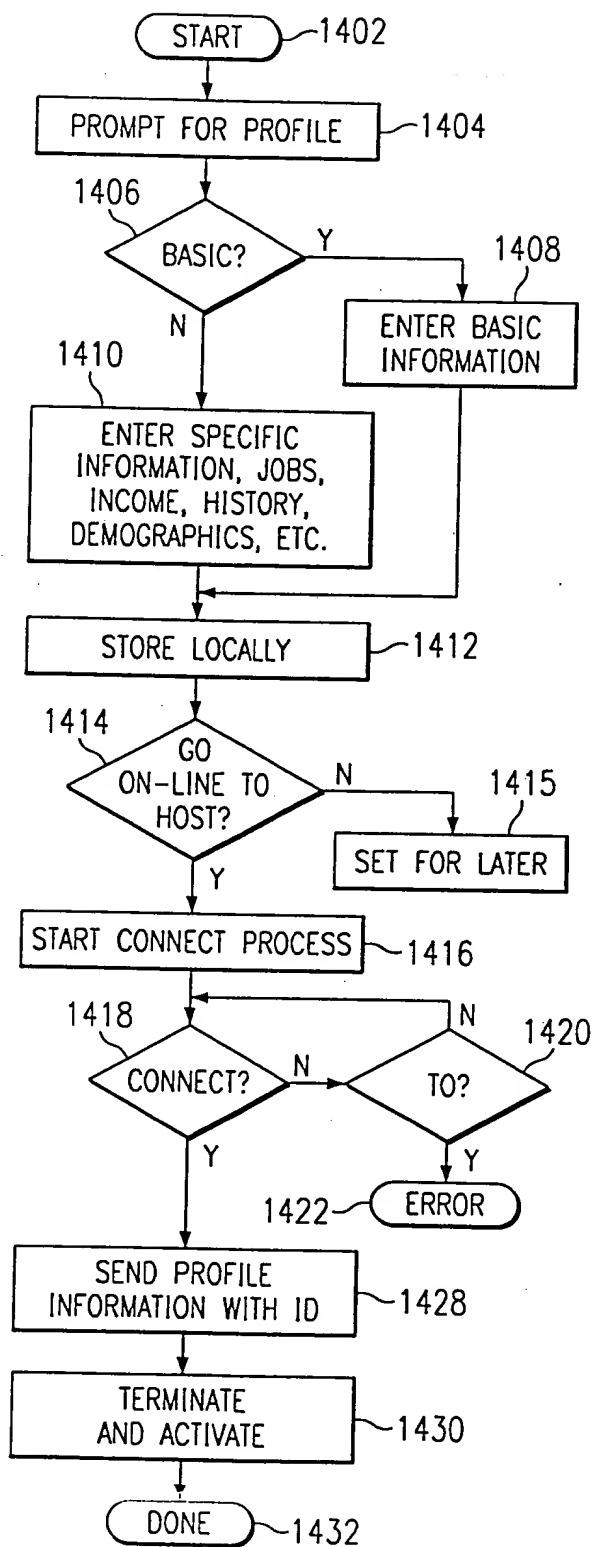 START
1402
PROMPT FOR PROFILE
1404
1406
BASIC?
Y
N
1408
ENTER BASIC
INFORMATION
1410
ENTER SPECIFIC
INFORMATION, JOBS,
INCOME, HISTORY,
DEMOGRAPHICS, ETC.
STORE LOCALLY
1412
1414
GO
ON-LINE TO
HOST?
N
Y
1415
SET FOR LATER
START CONNECT PROCESS
1416
1418
CONNECT?
N
Y
1420
TO?
N
Y
1422
ERROR
SEND PROFILE
INFORMATION WITH ID
1428
TERMINATE
AND ACTIVATE
1430
DONE
1432